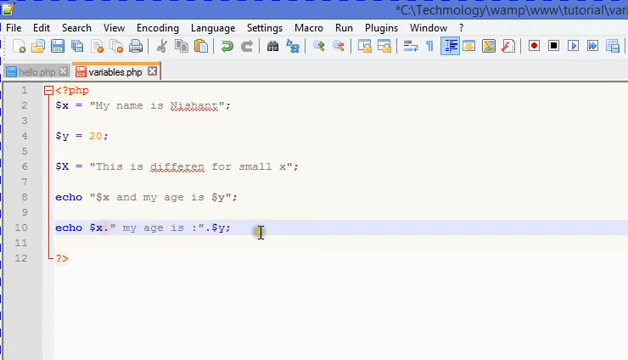 *C:\Technology\wamp\www\tutorial\vari
File Edit Search View Encoding Language Settings Macro Run Plugins Window ?
hello.php variables.php
1 <?php
2 $x = "My name is Nishant";
3
4 $y = 20;
5
6 $X = "This is differen for small x";
7
8 echo "$x and my age is $y";
9
10 echo $x." my age is :".$y;
11
12 ?>